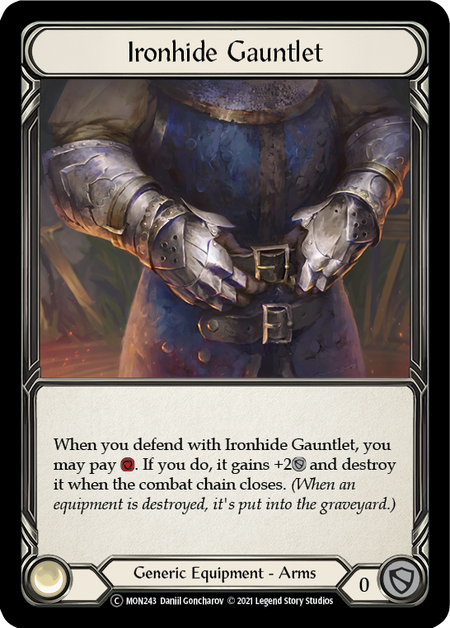 Ironhide Gauntlet
When you defend with Ironhide Gauntlet, you
may pay . If you do, it gains +2 and destroy
it when the combat chain closes. (When an
equipment is destroyed, it's put into the graveyard.)
Generic Equipment - Arms
0
C MON243 Daniil Goncharov © 2021 Legend Story Studios